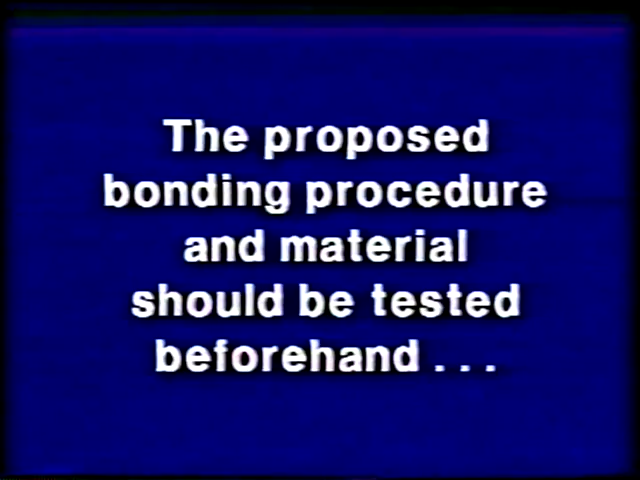 The proposed
bonding procedure
and material
should be tested
beforehand . . .